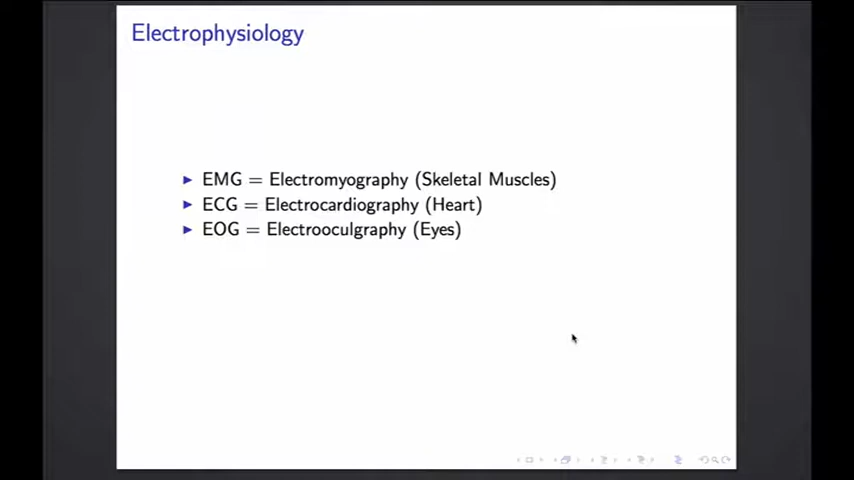 Electrophysiology
EMG = Electromyography (Skeletal Muscles)
ECG = Electrocardiography (Heart)
EOG = Electrooculgraphy (Eyes)